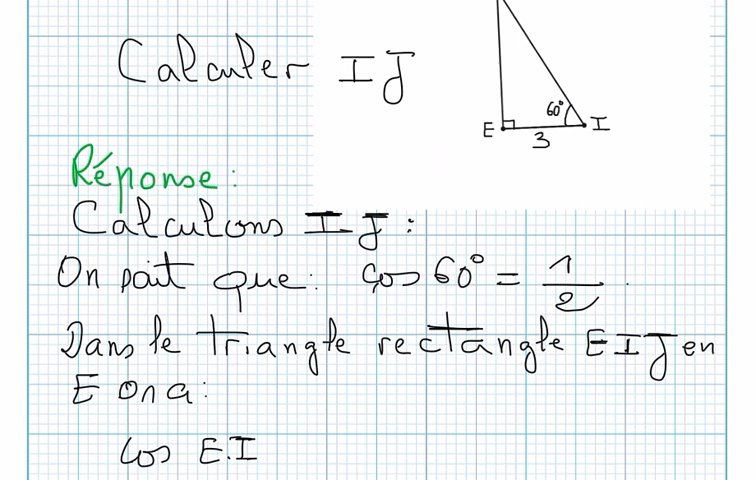 Calculer IJ
60°
E
I
3
Réponse:
Calculons IJ:
On sait que: cos 60° = 1/2.
Dans le triangle rectangle EIJ en
E on a:
cos E.I